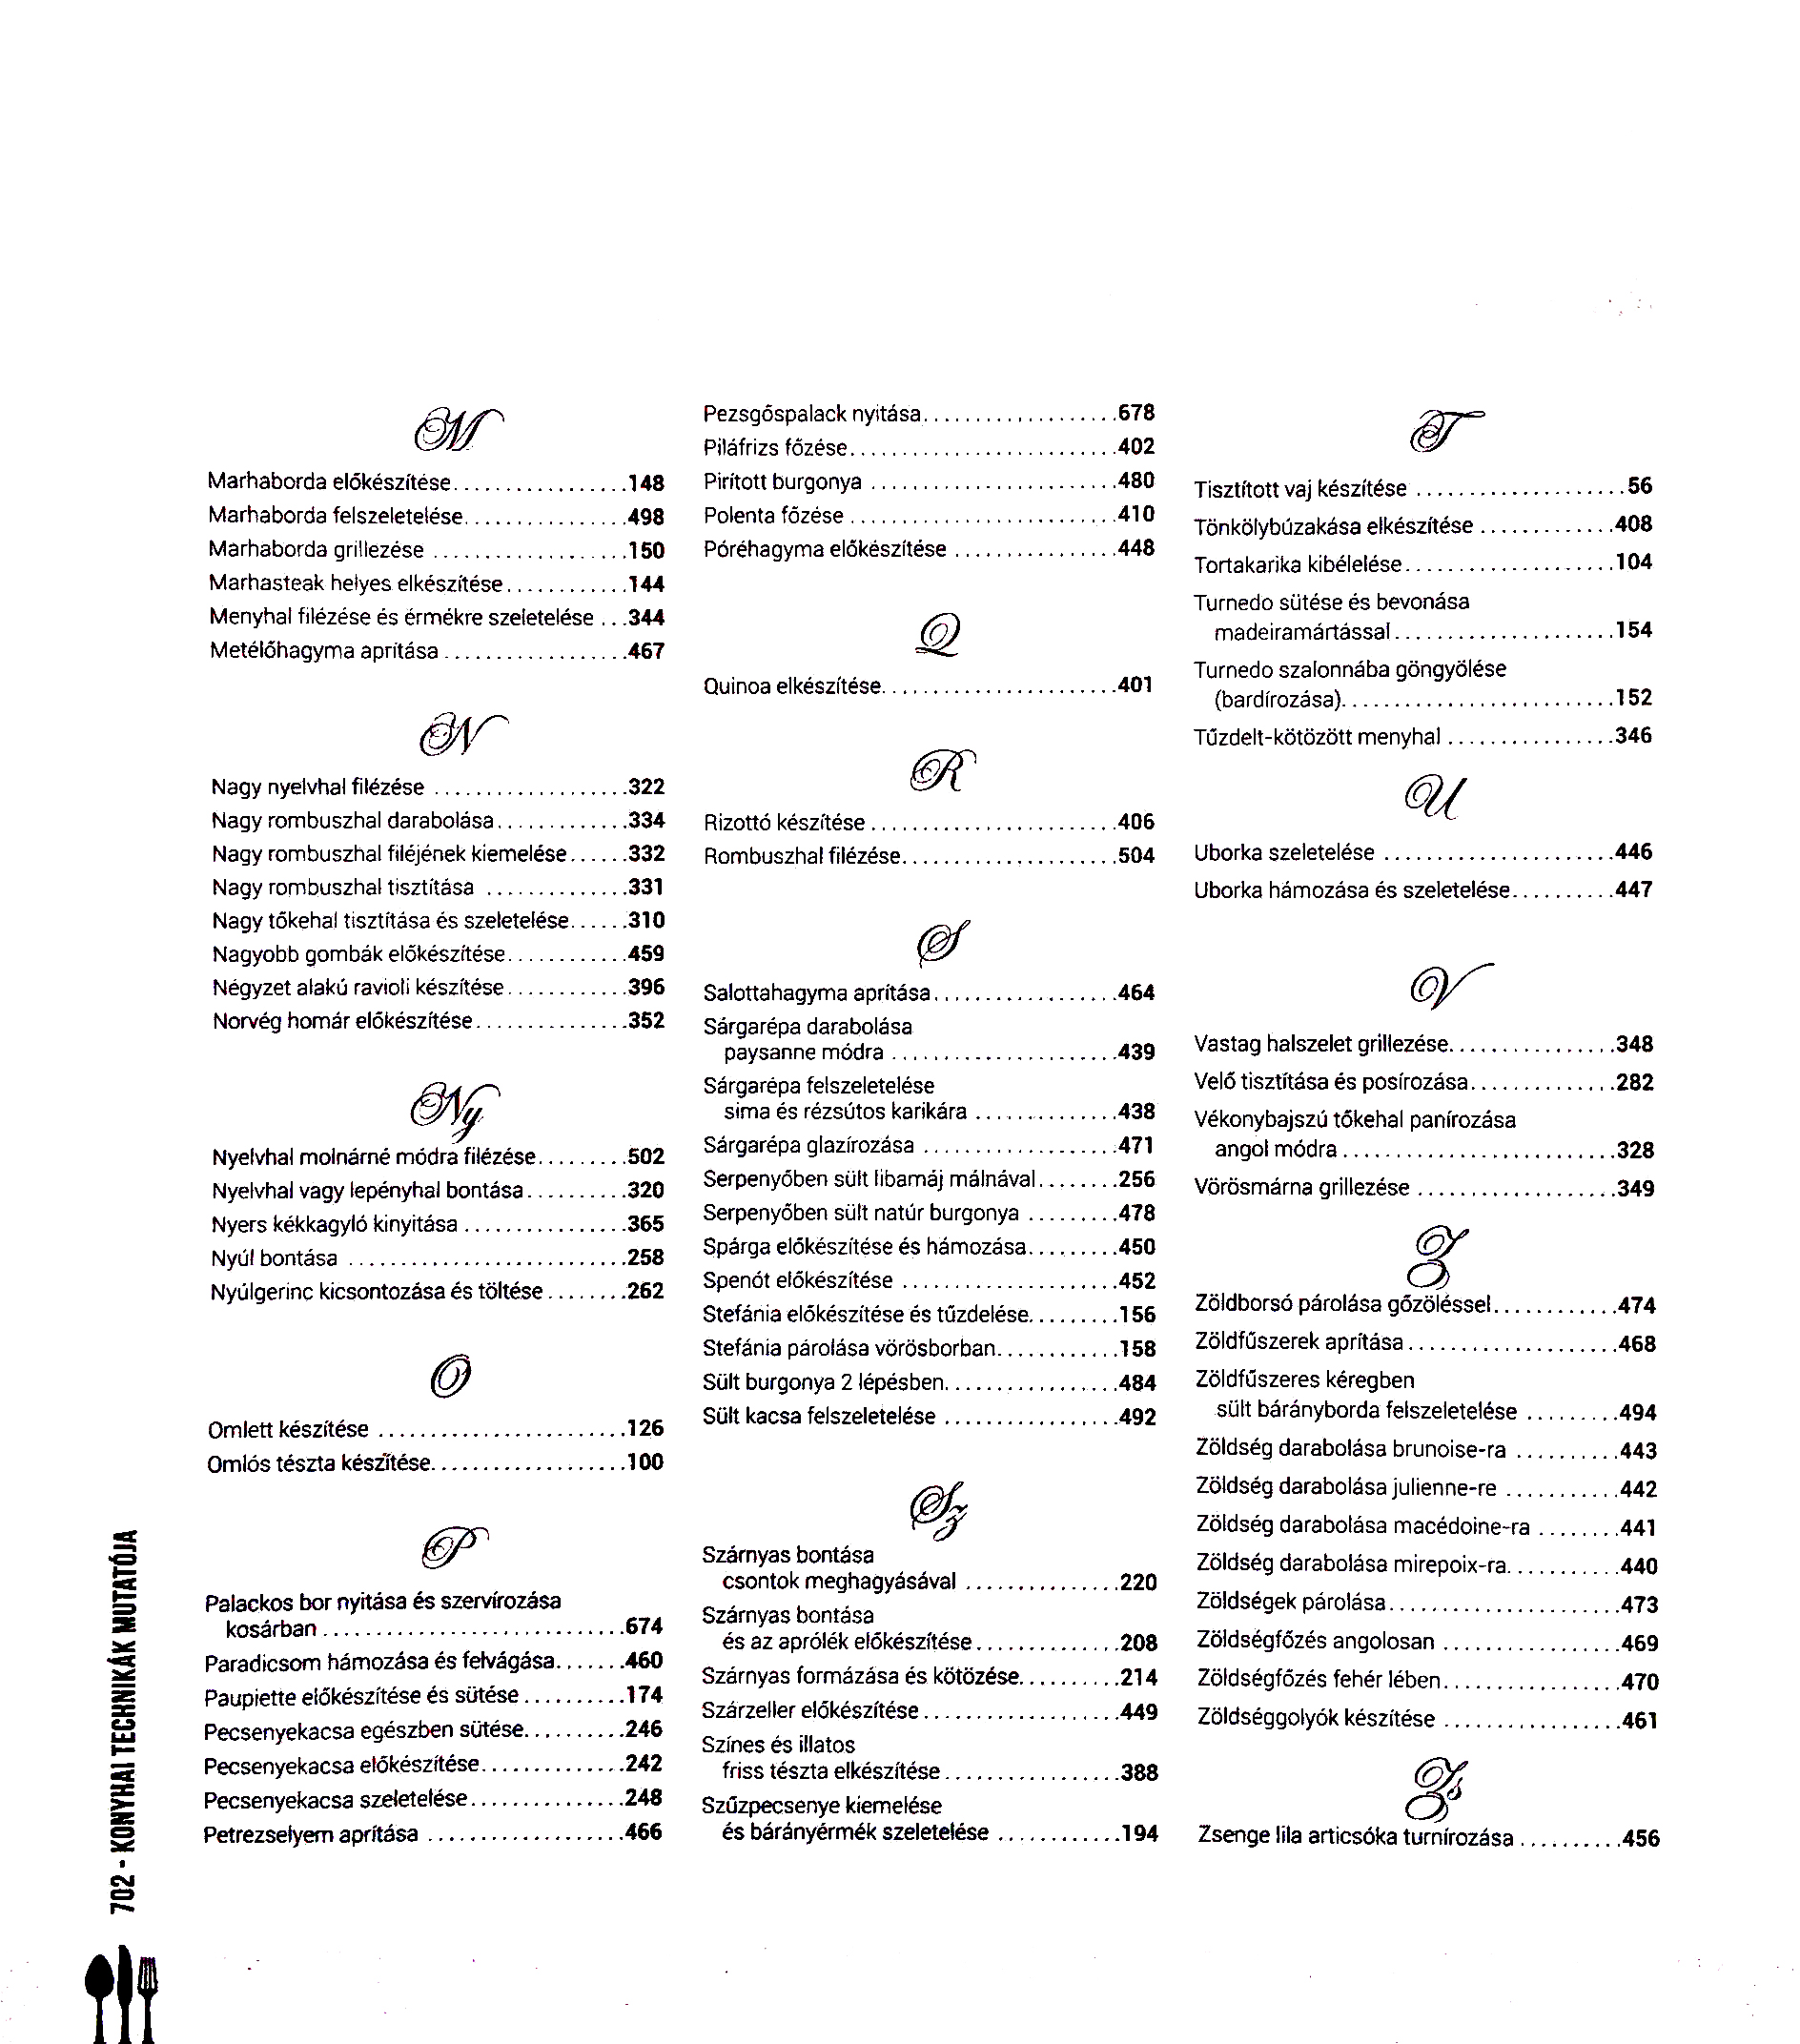 M
Marhaborda előkészítése.................148
Marhaborda felszeletelése................498
Marhaborda grillezése ...................150
Marhasteak helyes elkészítése............144
Menyhal filézése és érmékre szeletelése ...344
Metélőhagyma aprítása ..................467
N
Nagy nyelvhal filézése ...................322
Nagy rombuszhal darabolása.............334
Nagy rombuszhal filéjének kiemelése......332
Nagy rombuszhal tisztítása ..............331
Nagy tőkehal tisztítása és szeletelése......310
Nagyobb gombák előkészítése............459
Négyzet alakú ravioli készítése............396
Norvég homár előkészítése...............352
Ny
Nyelvhal molnárné módra filézése.........502
Nyelvhal vagy lepényhal bontása..........320
Nyers kékkagyló kinyitása ................365
Nyúl bontása ...........................258
Nyúlgerinc kicsontozása és töltése........262
O
Omlett készítése ........................126
Omlós tészta készítése...................100
P
Palackos bor nyitása és szervírozása
kosárban.............................674
Paradicsom hámozása és felvágása.......460
Paupiette előkészítése és sütése..........174
Pecsenyekacsa egészben sütése..........246
Pecsenyekacsa előkészítése..............242
Pecsenyekacsa szeletelése...............248
Petrezselyem aprítása ...................466
Pezsgőspalack nyitása...................678
Piláfrizs főzése..........................402
Pirított burgonya ........................480
Polenta főzése..........................410
Póréhagyma előkészítése ................448
Q
Quinoa elkészítése.......................401
R
Rizottó készítése........................406
Rombuszhal filézése.....................504
S
Salottahagyma aprítása..................464
Sárgarépa darabolása
paysanne módra ......................439
Sárgarépa felszeletelése
sima és rézsútos karikára ..............438
Sárgarépa glazírozása ...................471
Serpenyőben sült libamáj málnával........256
Serpenyőben sült natúr burgonya .........478
Spárga előkészítése és hámozása.........450
Spenót előkészítése .....................452
Stefánia előkészítése és tűzdelése.........156
Stefánia párolása vörösborban............158
Sült burgonya 2 lépésben.................484
Sült kacsa felszeletelése .................492
Sz
Szárnyas bontása
csontok meghagyásával ...............220
Szárnyas bontása
és az aprólék előkészítése..............208
Szárnyas formázása és kötözése..........214
Szárzeller előkészítése...................449
Színes és illatos
friss tészta elkészítése.................388
Szűzpecsenye kiemelése
és bárányérmék szeletelése ............194
T
Tisztított vaj készítése ....................56
Tönkölybúzakása elkészítése .............408
Tortakarika kibélelése....................104
Turnedo sütése és bevonása
madeiramártással.....................154
Turnedo szalonnába göngyölése
(bardírozása)..........................152
Tűzdelt-kötözött menyhal ................346
U
Uborka szeletelése ......................446
Uborka hámozása és szeletelése..........447
V
Vastag halszelet grillezése................348
Velő tisztítása és posírozása..............282
Vékonybajszú tőkehal panírozása
angol módra..........................328
Vörösmárna grillezése ...................349
Z
Zöldborsó párolása gőzöléssel............474
Zöldfűszerek aprítása....................468
Zöldfűszeres kéregben
sült bárányborda felszeletelése .........494
Zöldség darabolása brunoise-ra ..........443
Zöldség darabolása julienne-re ...........442
Zöldség darabolása macédoine-ra ........441
Zöldség darabolása mirepoix-ra...........440
Zöldségek párolása......................473
Zöldségfőzés angolosan .................469
Zöldségfőzés fehér lében.................470
Zöldséggolyók készítése .................461
Zs
Zsenge lila articsóka turnírozása ..........456
702 - KONYHAI TECHNIKÁK MUTATÓJA